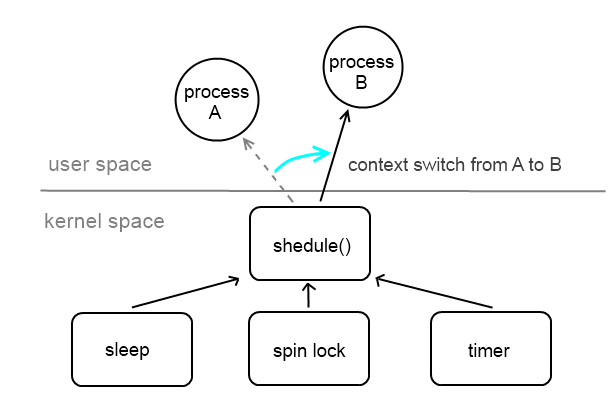 process
A
process
B
user space
context switch from A to B
kernel space
shedule()
sleep
spin lock
timer